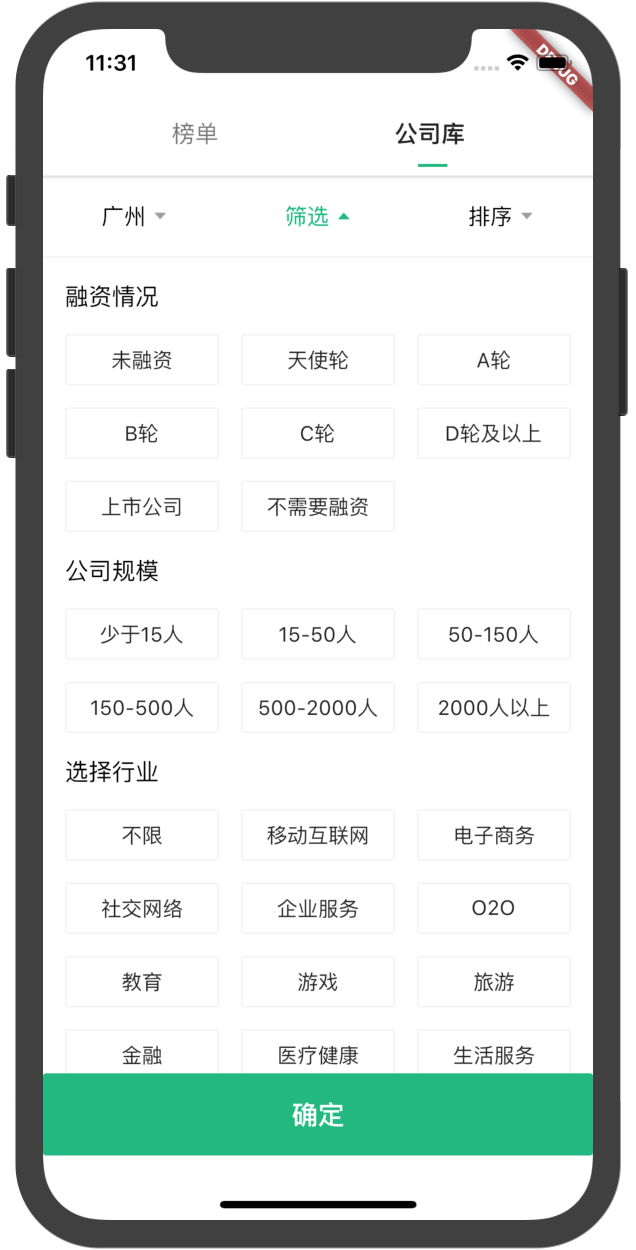 11:31
DEBUG
榜单 公司库
广州 筛选 排序
融资情况
未融资 天使轮 A轮
B轮 C轮 D轮及以上
上市公司 不需要融资
公司规模
少于15人 15-50人 50-150人
150-500人 500-2000人 2000人以上
选择行业
不限 移动互联网 电子商务
社交网络 企业服务 O2O
教育 游戏 旅游
金融 医疗健康 生活服务
确定